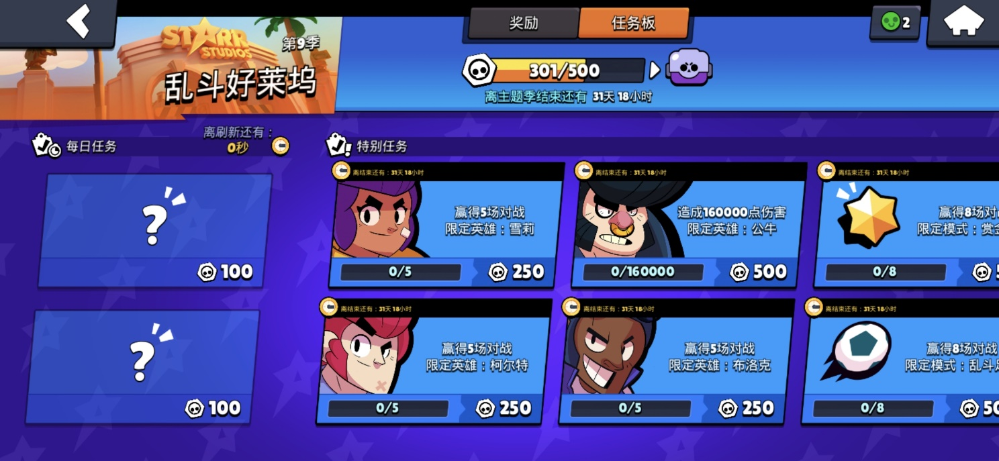 奖励
任务板
2
STARR
STUDIOS
第9季
乱斗好莱坞
301/500
离主题季结束还有 31天 18小时
每日任务
离刷新还有：
0秒
特别任务
?
100
?
100
离结束还有：31天 18小时
赢得5场对战
限定英雄：雪莉
0/5
250
离结束还有：31天 18小时
造成160000点伤害
限定英雄：公牛
0/160000
500
离结束还有：31天 18小时
赢得8场对
限定模式：赏
0/8
离结束还有：31天 18小时
赢得5场对战
限定英雄：柯尔特
0/5
250
离结束还有：31天 18小时
赢得5场对战
限定英雄：布洛克
0/5
250
离结束还有：31天 18小时
赢得8场对战
限定模式：乱斗
0/8
50